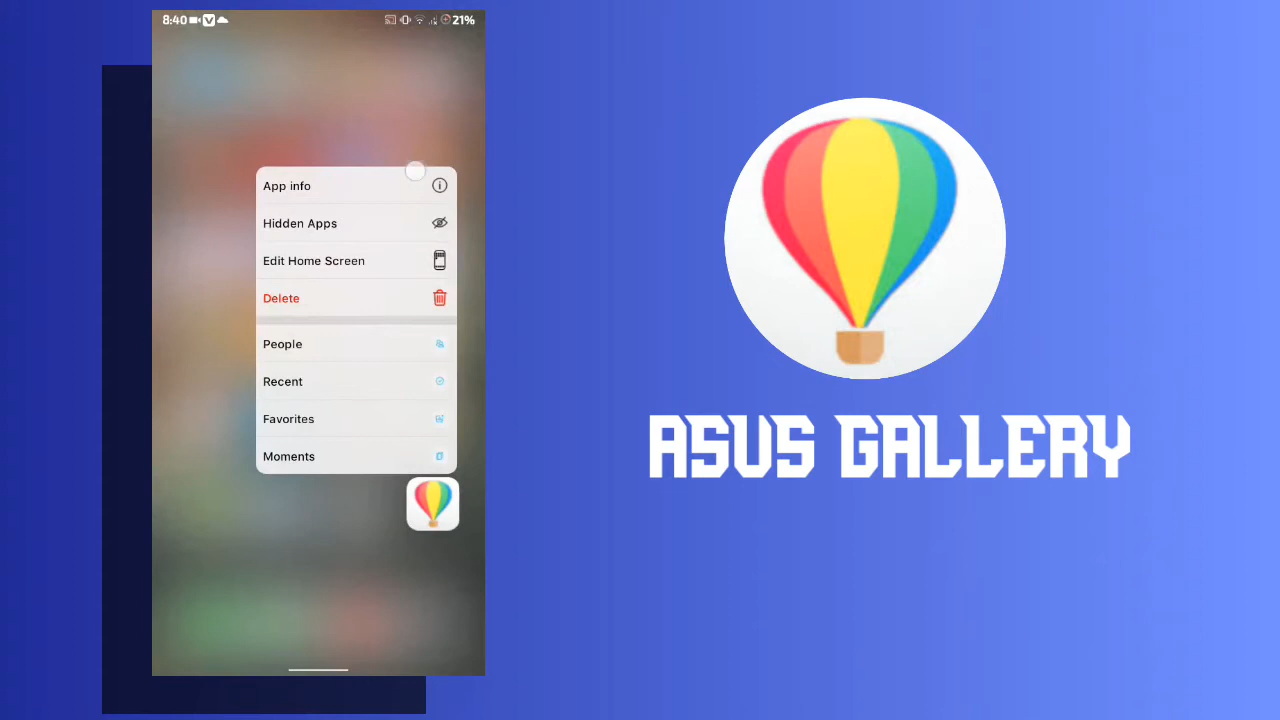 8:40
21%
App info
Hidden Apps
Edit Home Screen
Delete
People
Recent
Favorites
Moments
ASUS GALLERY